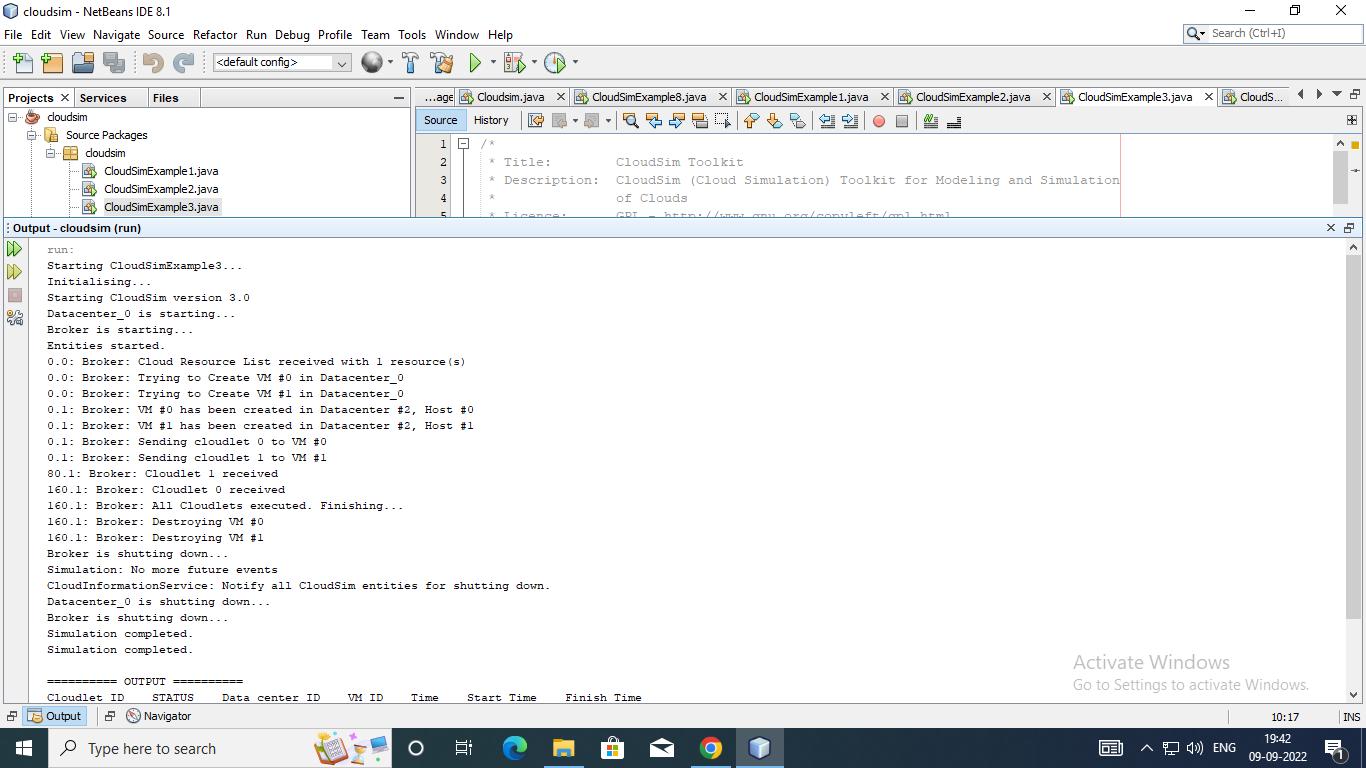 cloudsim - NetBeans IDE 8.1
File Edit View Navigate Source Refactor Run Debug Profile Team Tools Window Help
Search (Ctrl+I)
<default config>
Projects Services Files
...age Cloudsim.java CloudSimExample8.java CloudSimExample1.java CloudSimExample2.java CloudSimExample3.java CloudS...
cloudsim
Source Packages
cloudsim
CloudSimExample1.java
CloudSimExample2.java
CloudSimExample3.java
Source History
1 /*
2 * Title: CloudSim Toolkit
3 * Description: CloudSim (Cloud Simulation) Toolkit for Modeling and Simulation
4 * of Clouds
5 * Licence: GPL - http://www.gnu.org/copyleft/gpl.html
Output - cloudsim (run)
run:
Starting CloudSimExample3...
Initialising...
Starting CloudSim version 3.0
Datacenter_0 is starting...
Broker is starting...
Entities started.
0.0: Broker: Cloud Resource List received with 1 resource(s)
0.0: Broker: Trying to Create VM #0 in Datacenter_0
0.0: Broker: Trying to Create VM #1 in Datacenter_0
0.1: Broker: VM #0 has been created in Datacenter #2, Host #0
0.1: Broker: VM #1 has been created in Datacenter #2, Host #1
0.1: Broker: Sending cloudlet 0 to VM #0
0.1: Broker: Sending cloudlet 1 to VM #1
80.1: Broker: Cloudlet 1 received
160.1: Broker: Cloudlet 0 received
160.1: Broker: All Cloudlets executed. Finishing...
160.1: Broker: Destroying VM #0
160.1: Broker: Destroying VM #1
Broker is shutting down...
Simulation: No more future events
CloudInformationService: Notify all CloudSim entities for shutting down.
Datacenter_0 is shutting down...
Broker is shutting down...
Simulation completed.
Simulation completed.
========== OUTPUT ==========
Cloudlet ID STATUS Data center ID VM ID Time Start Time Finish Time
Activate Windows
Go to Settings to activate Windows.
Output Navigator
10:17 INS
Type here to search
ENG
19:42
09-09-2022
1